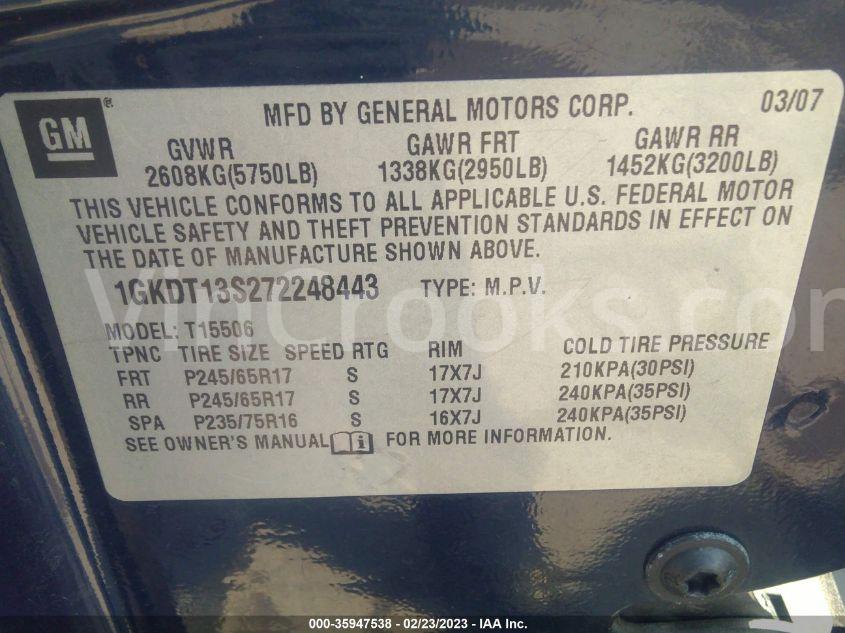 GM ®
MFD BY GENERAL MOTORS CORP. 03/07
GVWR GAWR FRT GAWR RR
2608KG(5750LB) 1338KG(2950LB) 1452KG(3200LB)
THIS VEHICLE CONFORMS TO ALL APPLICABLE U.S. FEDERAL MOTOR
VEHICLE SAFETY AND THEFT PREVENTION STANDARDS IN EFFECT ON
THE DATE OF MANUFACTURE SHOWN ABOVE.
1GKDT13S272248443 TYPE: M.P.V.
VinCrooks.com
MODEL: T15506
TPNC TIRE SIZE SPEED RTG RIM COLD TIRE PRESSURE
FRT P245/65R17 S 17X7J 210KPA(30PSI)
RR P245/65R17 S 17X7J 240KPA(35PSI)
SPA P235/75R16 S 16X7J 240KPA(35PSI)
SEE OWNER'S MANUAL i FOR MORE INFORMATION.
000-35947538 - 02/23/2023 - © IAA Inc.